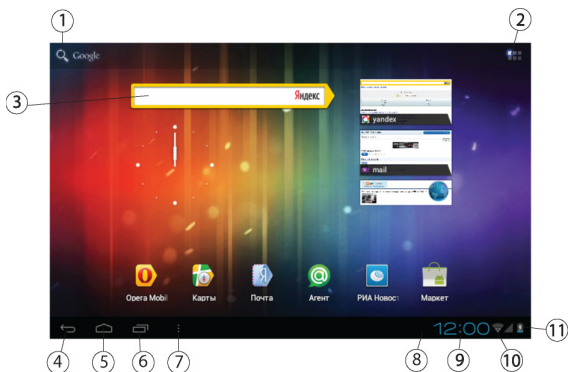 1
2
Google
3
Яндекс
yandex
mail
Opera Mobil
Карты
Почта
Агент
РИА Новост
Маркет
12:00
4
5
6
7
8
9
10
11